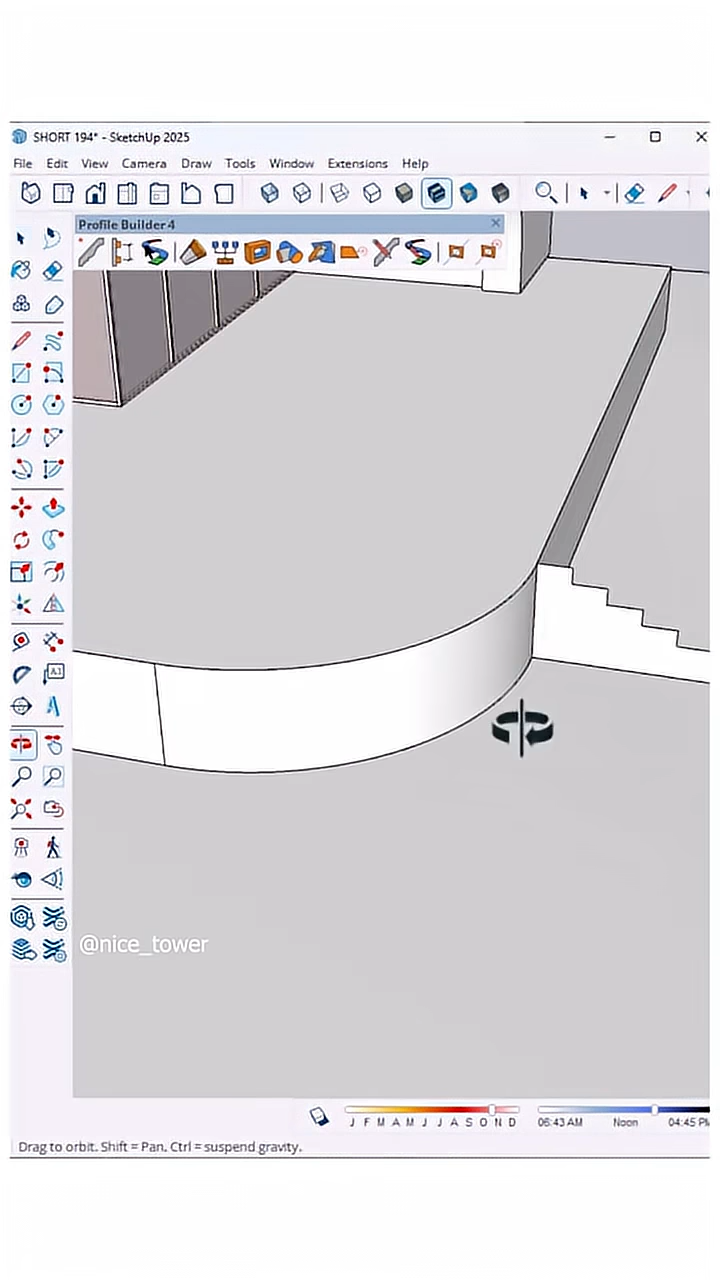 SHORT 194* - SketchUp 2025
File Edit View Camera Draw Tools Window Extensions Help
Profile Builder 4
A1
@nice_tower
J F M A M J J A S O N D
06:43 AM Noon 04:45 PM
Drag to orbit. Shift = Pan, Ctrl = suspend gravity.